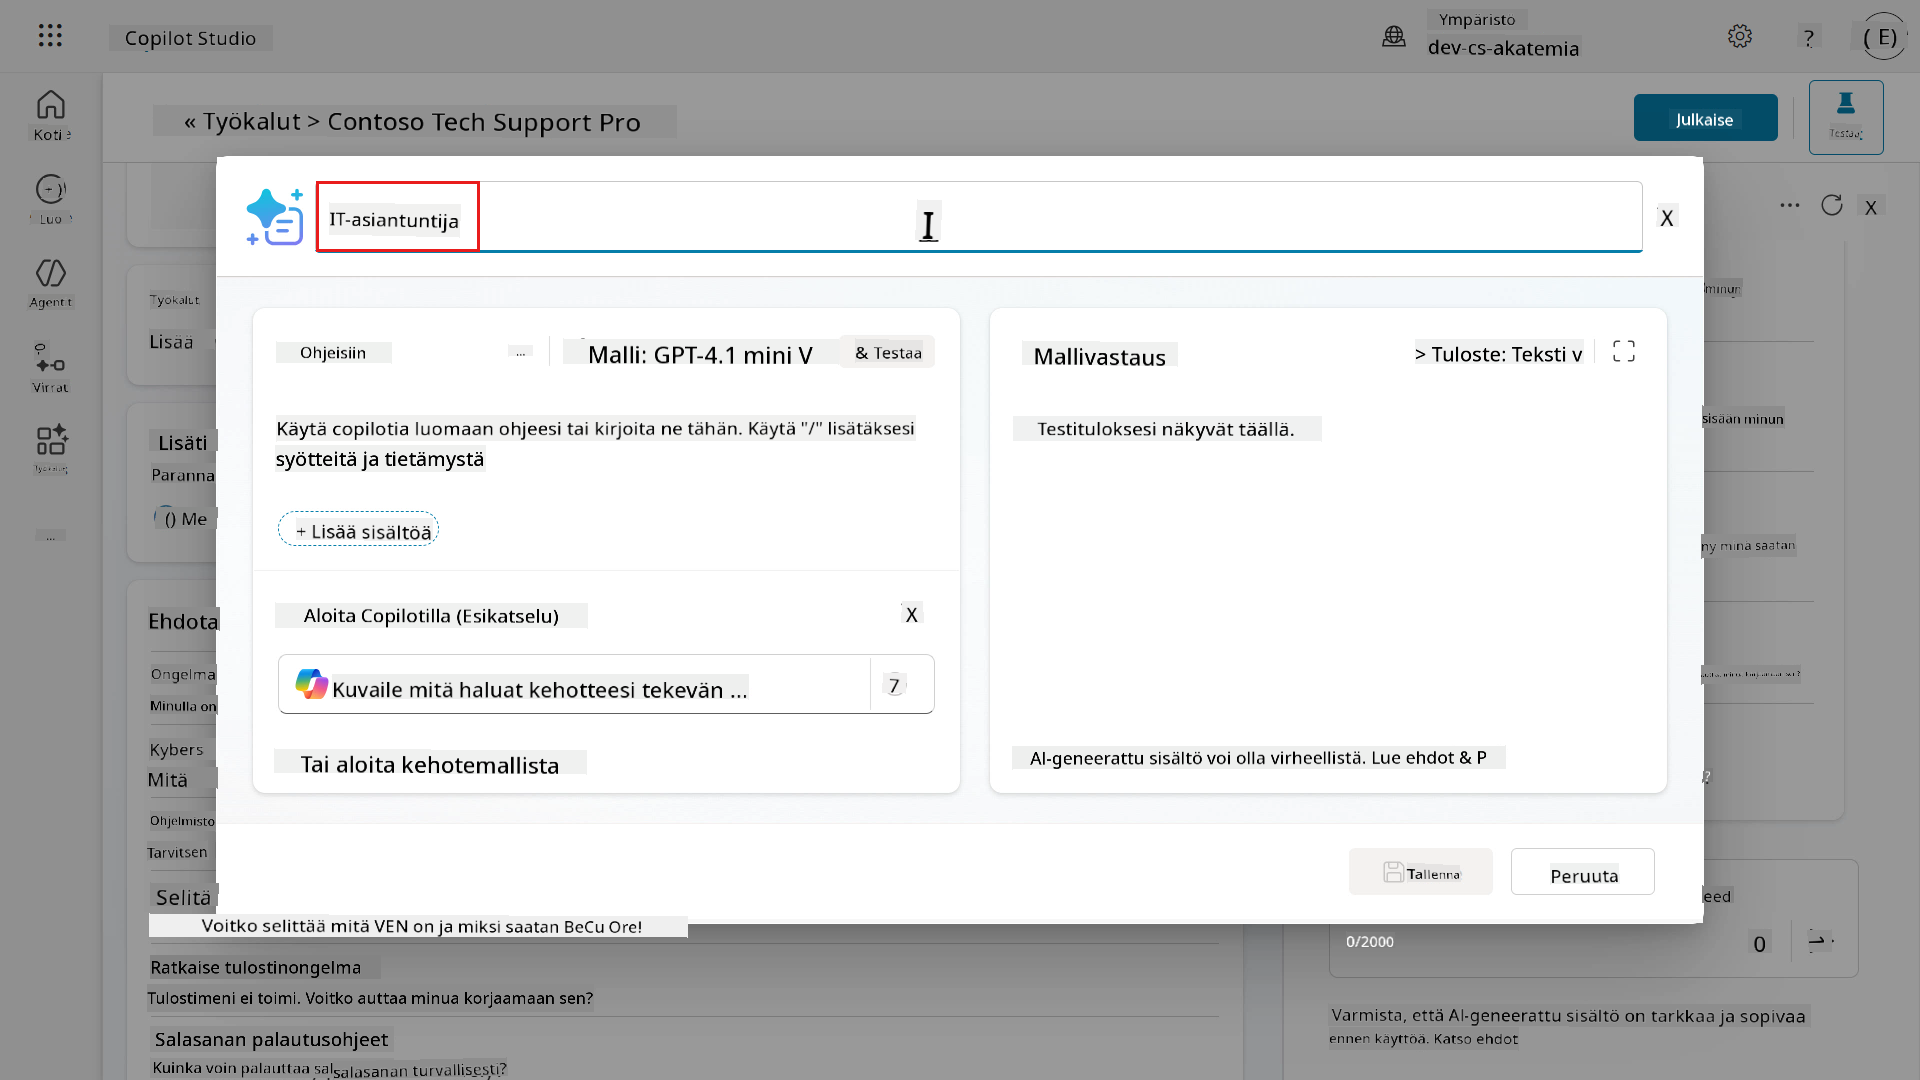 Copilot Studio
Ympäristo
dev-cs-akatemia
?
( E)
Koti
« Työkalut > Contoso Tech Support Pro
Julkaise
Testaa
Luo
IT-asiantuntija
X
X
Agentit
Työkalut
Lisää
Ohjeisiin
...
Malli: GPT-4.1 mini V
& Testaa
Mallivastaus
> Tuloste: Teksti v
Virrat
Käytä copilotia luomaan ohjeesi tai kirjoita ne tähän. Käytä "/" lisätäksesi
syötteitä ja tietämystä
Testituloksesi näkyvät täällä.
sisään minun
Lisäti
Paranna
() Me
+ Lisää sisältöä
ny mina saatan
...
Aloita Copilotilla (Esikatselu)
X
Ehdota
Ongelma
Minulla on
Kuvaile mitä haluat kehotteesi tekevän ...
7
Kybers
Mitä
Tai aloita kehotemallista
AI-geneerattu sisältö voi olla virheellistä. Lue ehdot & P
Ohjelmisto
Tarvitsen
Selitä
Tallenna
Peruuta
eed
Voitko selittää mitä VEN on ja miksi saatan BeCu Ore!
0/2000
0
Ratkaise tulostinongelma
Tulostimeni ei toimi. Voitko auttaa minua korjaamaan sen?
Varmista, että AI-geneerattu sisältö on tarkkaa ja sopivaa
ennen käyttöä. Katso ehdot
Salasanan palautusohjeet
Kuinka voin palauttaa sal salasanan turvallisesti?